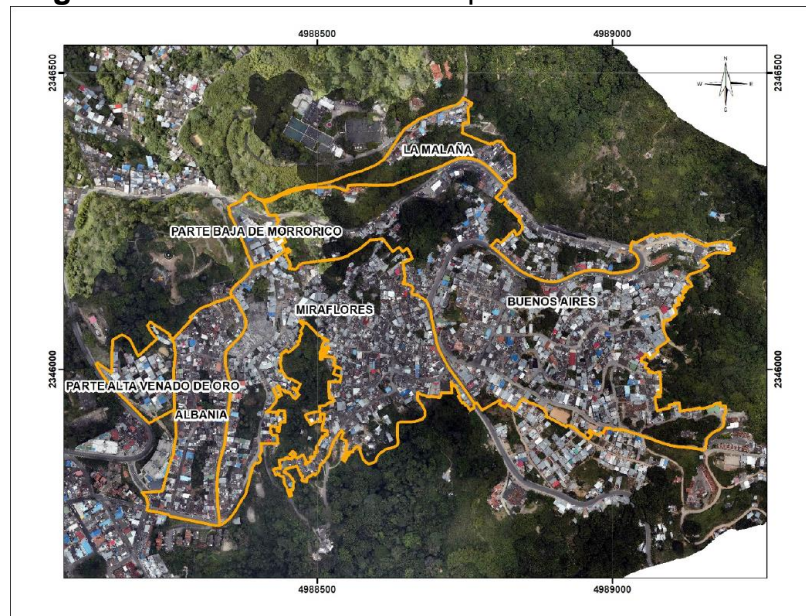 4988500
4989000
2346500
2346500
N
W
E
S
LA MALAÑA
PARTE BAJA DE MORRORICO
BUENOS AIRES
MIRAFLORES
2346000
2346000
PARTE ALTA VENADO DE ORO
ALBANIA
4988500
4989000